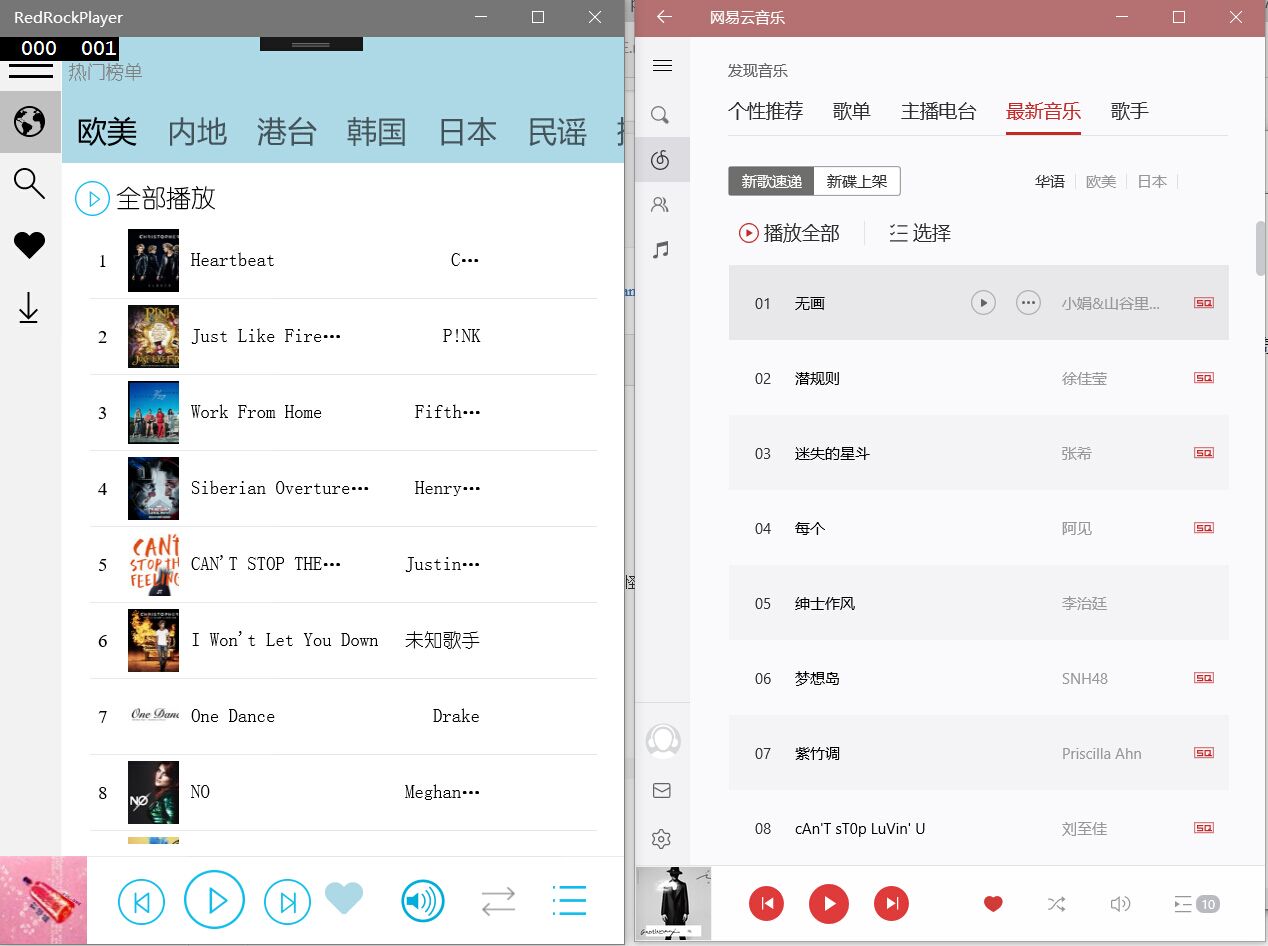 RedRockPlayer
000 001
热门榜单
欧美 内地 港台 韩国 日本 民谣
全部播放
1 Heartbeat C•••
2 Just Like Fire••• P!NK
3 Work From Home Fifth•••
4 Siberian Overture••• Henry•••
5 CAN'T STOP THE••• Justin•••
6 I Won't Let You Down 未知歌手
7 One Dance Drake
8 NO Meghan•••
网易云音乐
发现音乐
个性推荐 歌单 主播电台 最新音乐 歌手
新歌速递 新碟上架 华语 欧美 日本
播放全部 选择
01 无画 小娟&山谷里... SQ
02 潜规则 徐佳莹 SQ
03 迷失的星斗 张希 SQ
04 每个 阿见 SQ
05 绅士作风 李治廷
06 梦想岛 SNH48 SQ
07 紫竹调 Priscilla Ahn SQ
08 cAn'T sT0p LuVin' U 刘至佳 SQ
10